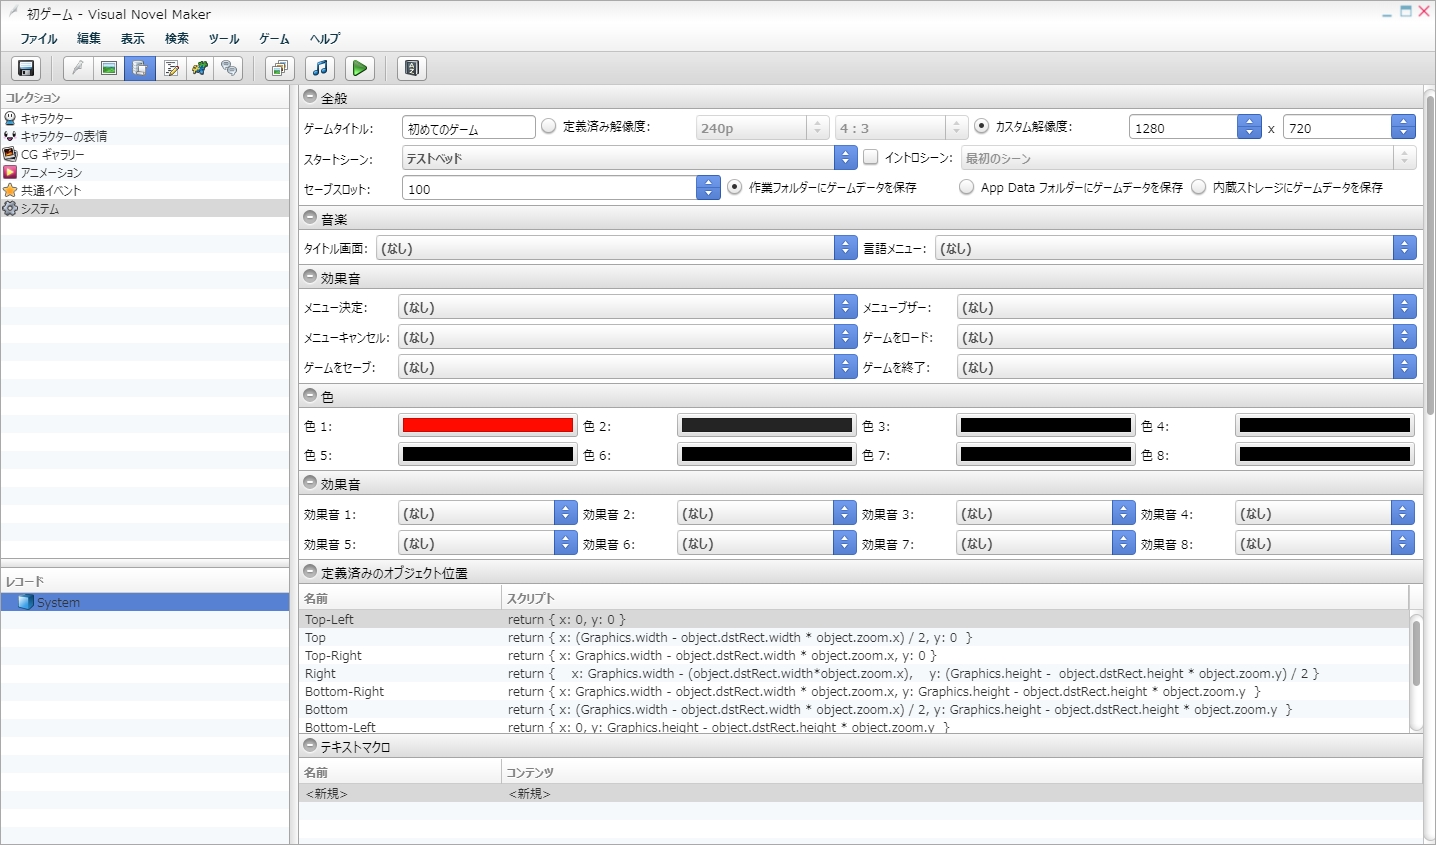 初ゲーム - Visual Novel Maker
ファイル 編集 表示 検索 ツール ゲーム ヘルプ
コレクション
キャラクター
キャラクターの表情
CG ギャラリー
アニメーション
共通イベント
システム
レコード
System
全般
ゲームタイトル: 初めてのゲーム 定義済み解像度: 240p 4 : 3 カスタム解像度: 1280 x 720
スタートシーン: テストベッド イントロシーン: 最初のシーン
セーブスロット: 100 作業フォルダーにゲームデータを保存 App Data フォルダーにゲームデータを保存 内蔵ストレージにゲームデータを保存
音楽
タイトル画面: (なし) 言語メニュー: (なし)
効果音
メニュー決定: (なし) メニューブザー: (なし)
メニューキャンセル: (なし) ゲームをロード: (なし)
ゲームをセーブ: (なし) ゲームを終了: (なし)
色
色 1: 色 2: 色 3: 色 4:
色 5: 色 6: 色 7: 色 8:
効果音
効果音 1: (なし) 効果音 2: (なし) 効果音 3: (なし) 効果音 4: (なし)
効果音 5: (なし) 効果音 6: (なし) 効果音 7: (なし) 効果音 8: (なし)
定義済みのオブジェクト位置
名前 スクリプト
Top-Left return { x: 0, y: 0 }
Top return { x: (Graphics.width - object.dstRect.width * object.zoom.x) / 2, y: 0 }
Top-Right return { x: Graphics.width - object.dstRect.width * object.zoom.x, y: 0 }
Right return { x: Graphics.width - (object.dstRect.width*object.zoom.x), y: (Graphics.height - object.dstRect.height * object.zoom.y) / 2 }
Bottom-Right return { x: Graphics.width - object.dstRect.width * object.zoom.x, y: Graphics.height - object.dstRect.height * object.zoom.y }
Bottom return { x: (Graphics.width - object.dstRect.width * object.zoom.x) / 2, y: Graphics.height - object.dstRect.height * object.zoom.y }
Bottom-Left return { x: 0, y: Graphics.height - object.dstRect.height * object.zoom.y }
テキストマクロ
名前 コンテンツ
<新規> <新規>